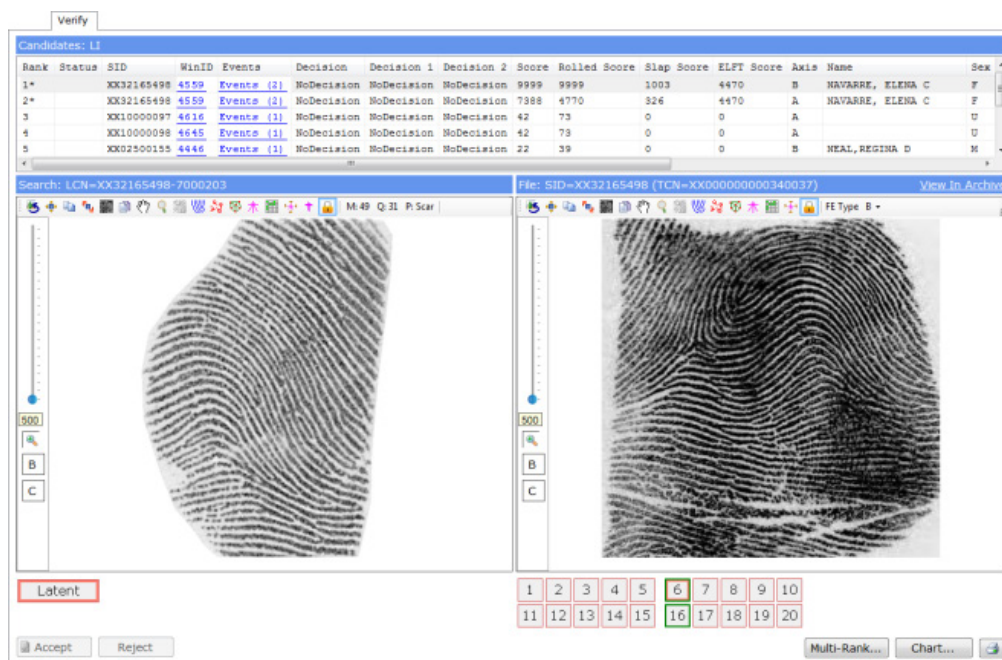 Verify
Candidates: LI
Rank Status SID WinID Events Decision Decision 1 Decision 2 Score Rolled Score Slap Score ELFT Score Axis Name Sex
1* XX32165498 4559 Events (2) NoDecision NoDecision NoDecision 9999 9999 1003 4470 B NAVARRE, ELENA C F
2* XX32165498 4559 Events (2) NoDecision NoDecision NoDecision 7388 4770 326 4470 A NAVARRE, ELENA C F
3 XX10000097 4616 Events (1) NoDecision NoDecision NoDecision 42 73 0 0 A U
4 XX10000098 4645 Events (1) NoDecision NoDecision NoDecision 42 73 0 0 A U
5 XX02500155 4446 Events (1) NoDecision NoDecision NoDecision 22 39 0 0 B NEAL,REGINA D M
Search: LCN=XX32165498-7000203 File: SID=XX32165498 (TCN=XX000000000340037) View In Archive
M: 49 Q: 31 P: Scar FE Type B
500 500
B B
C C
Latent 1 2 3 4 5 6 7 8 9 10
11 12 13 14 15 16 17 18 19 20
Accept Reject Multi-Rank... Chart...